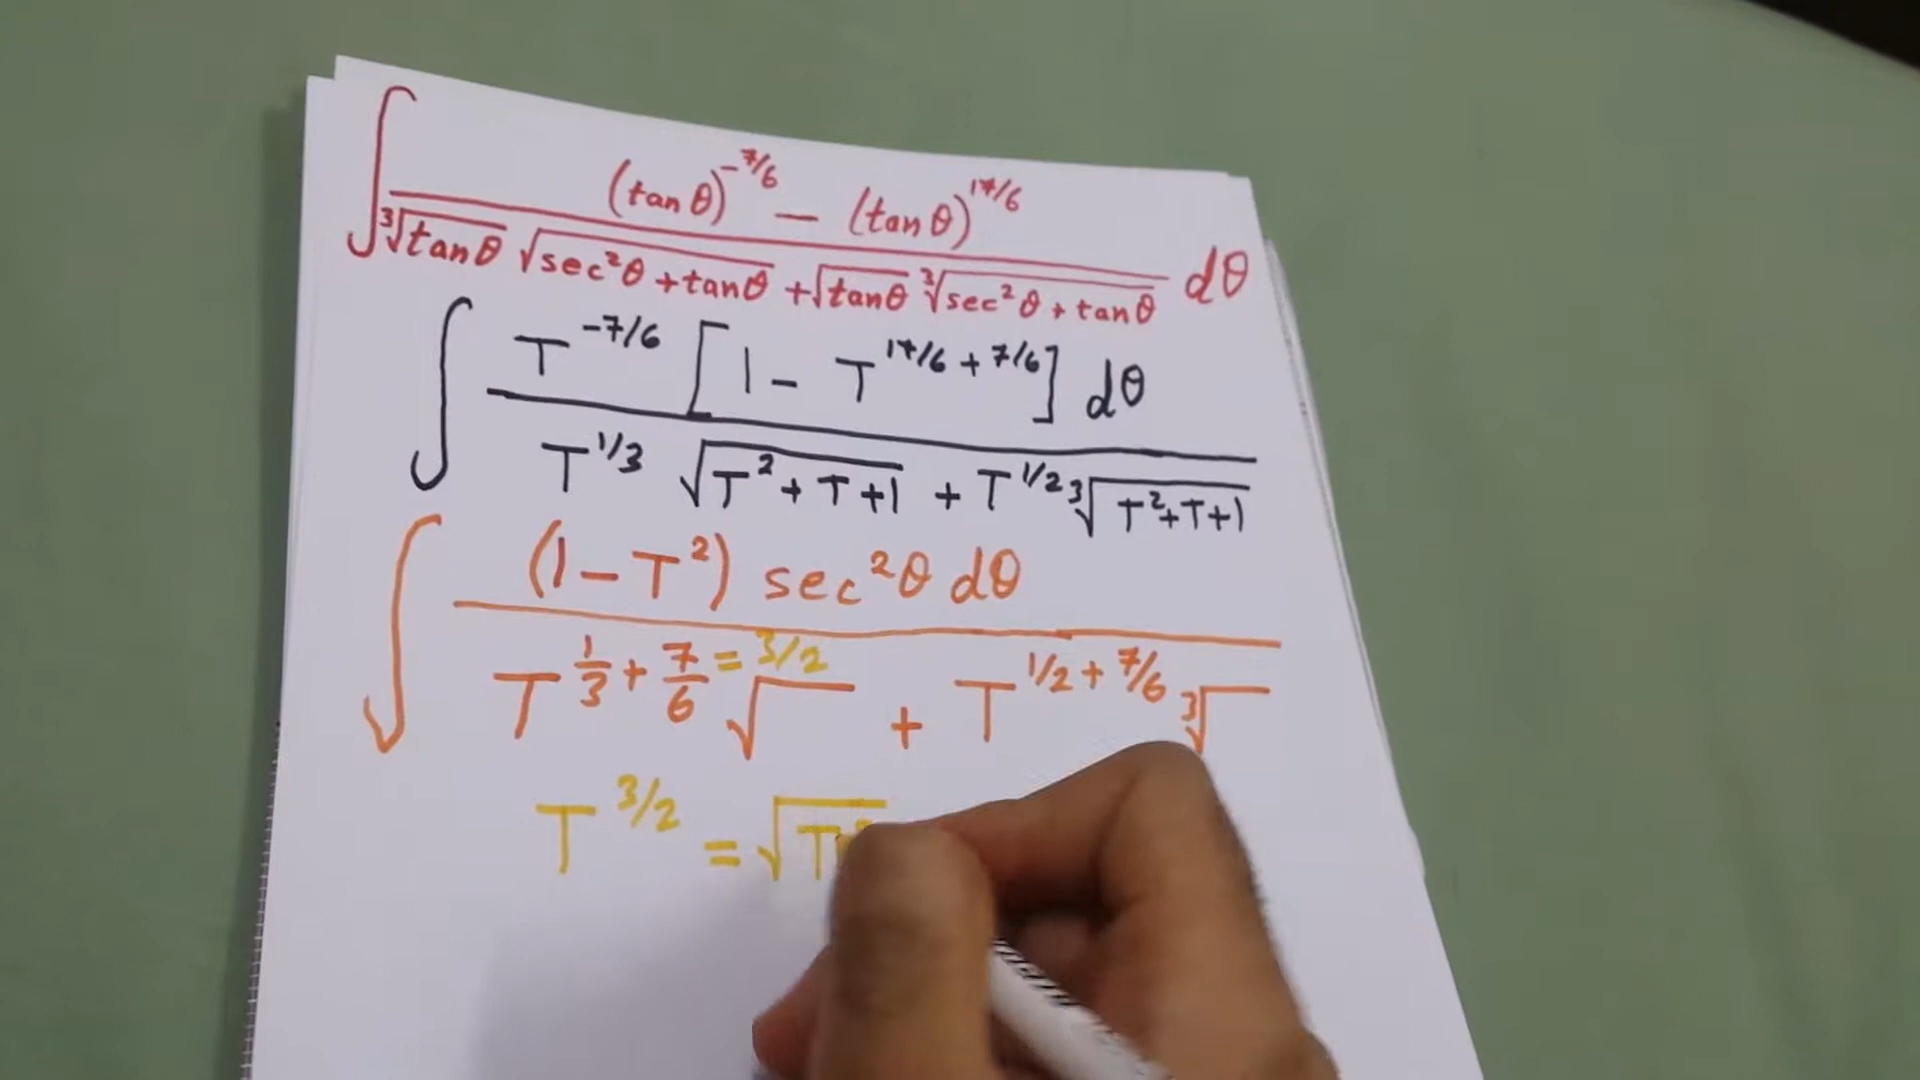 ∫ (tan θ)^(-7/6) − (tan θ)^(17/6) / ∛(tan θ) √(sec²θ + tan θ) + √(tan θ) ∛(sec²θ + tan θ) dθ
∫ T^(-7/6) [1 − T^(17/6 + 7/6)] dθ / T^(1/3) √(T² + T + 1) + T^(1/2) ∛(T² + T + 1)
∫ (1 − T²) sec²θ dθ / T^(1/3 + 7/6 = 3/2) √ + T^(1/2 + 7/6) ∛
T^(3/2) = √T